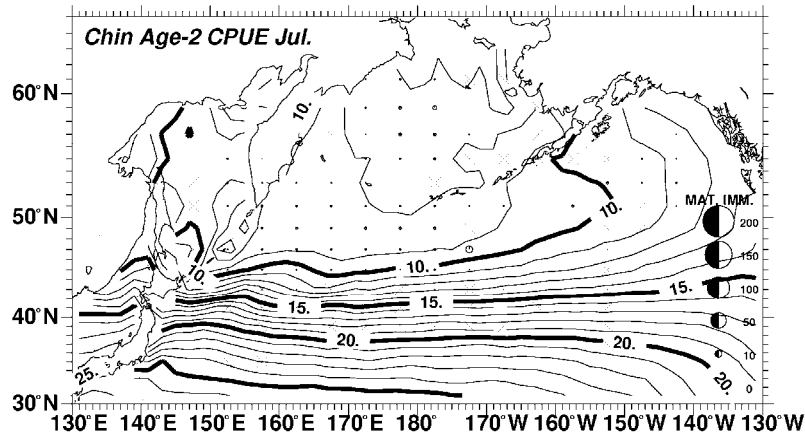 Chin Age-2 CPUE Jul.
60°N
10.
50°N
MAT. IMM.
200
10.
150
10.
10. .
15.
100
40°N
15.
15.
50
20.
20.
10
25.
20.
0
30°N
130°E 140°E 150°E 160°E 170°E 180° 170°W 160°W 150°W 140°W 130°W